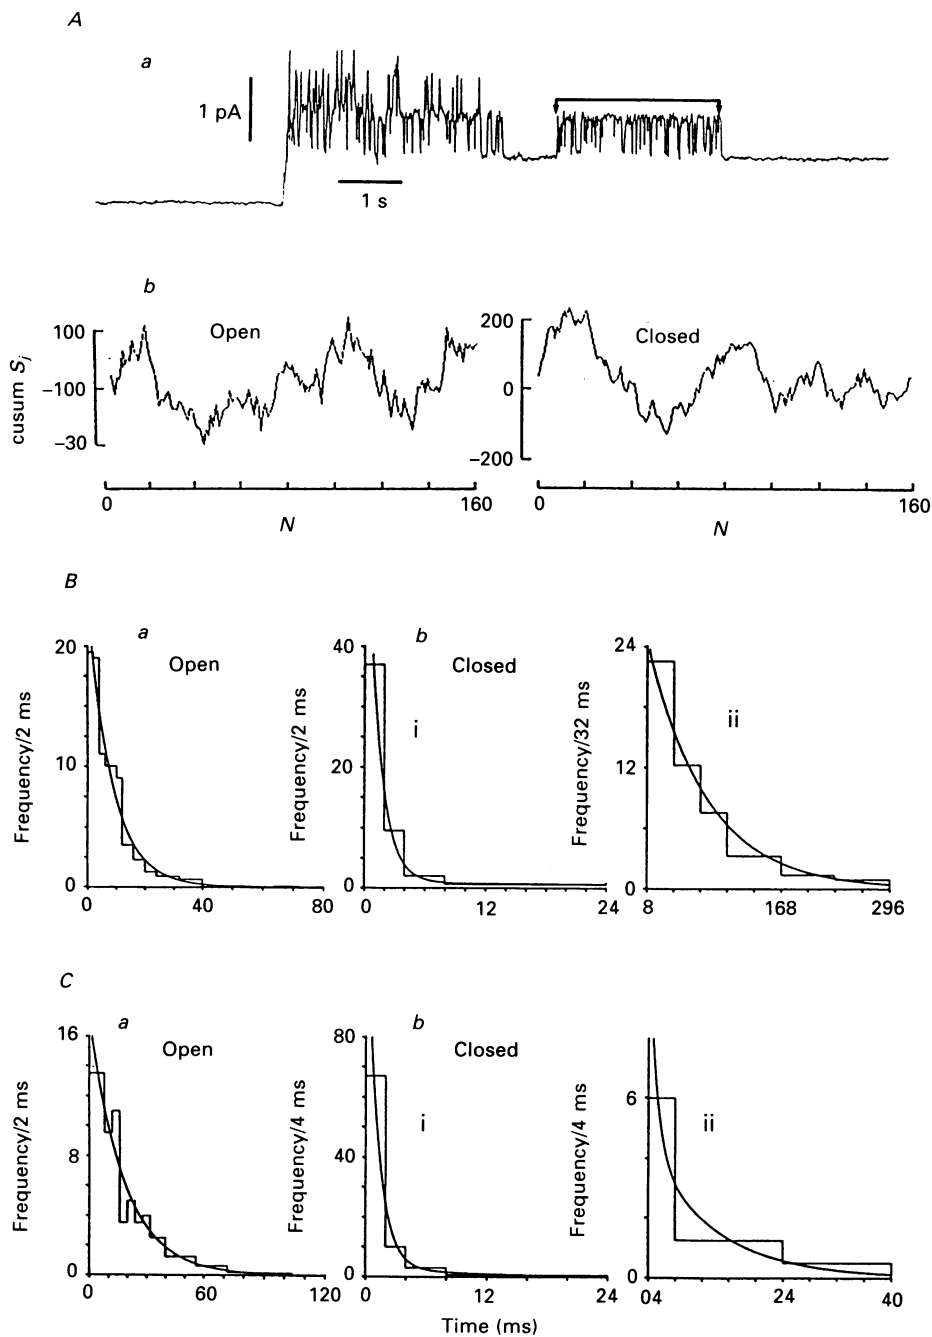 A
a
1 pA
1 s
b
cusum Sj
100
−100
−30
Open
0
160
N
200
0
−200
Closed
0
160
N
B
a
Open
Frequency/2 ms
20
10
0
0
40
80
b
Closed
i
Frequency/2 ms
40
20
0
0
12
24
ii
Frequency/32 ms
24
12
0
8
168
296
C
a
Open
Frequency/2 ms
16
8
0
0
60
120
b
Closed
i
Frequency/4 ms
80
40
0
0
12
24
Time (ms)
ii
Frequency/4 ms
6
0
04
24
40